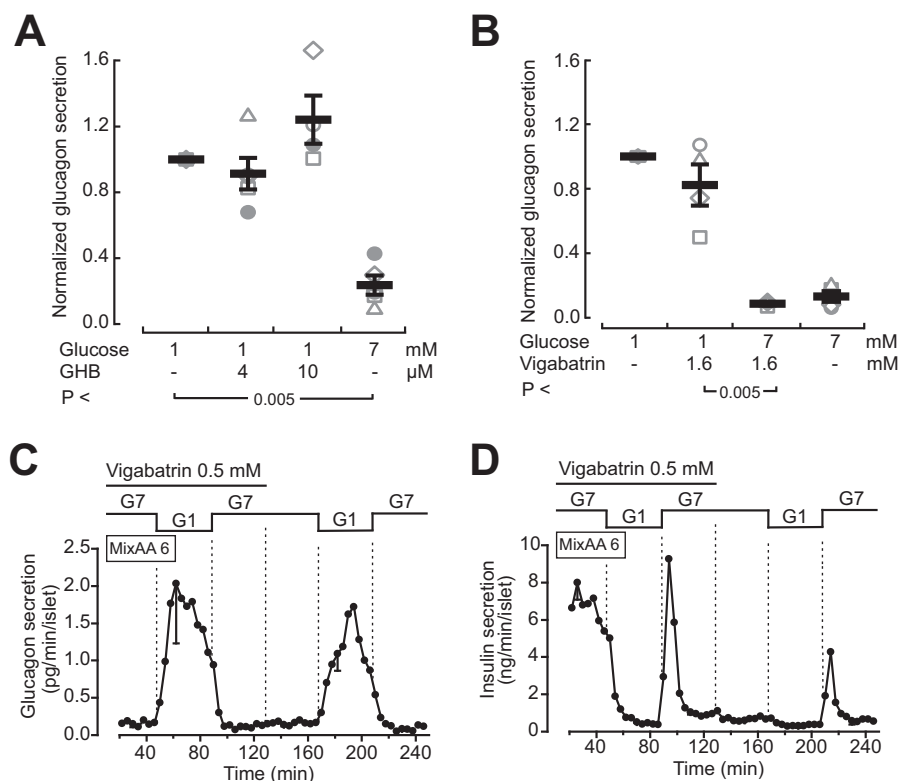 A
Normalized glucagon secretion
1.6
1.2
0.8
0.4
0.0
Glucose 1 1 1 7 mM
GHB - 4 10 - µM
P < 0.005
B
Normalized glucagon secretion
1.6
1.2
0.8
0.4
0.0
Glucose 1 1 7 7 mM
Vigabatrin - 1.6 1.6 - mM
P < 0.005
C
Vigabatrin 0.5 mM
G7 G7 G7
G1 G1
MixAA 6
Glucagon secretion
(pg/min/islet)
2.5
2.0
1.5
1.0
0.5
0.0
40 80 120 160 200 240
Time (min)
D
Vigabatrin 0.5 mM
G7 G7 G7
G1 G1
MixAA 6
Insulin secretion
(ng/min/islet)
10
8
6
4
2
0
40 80 120 160 200 240
Time (min)